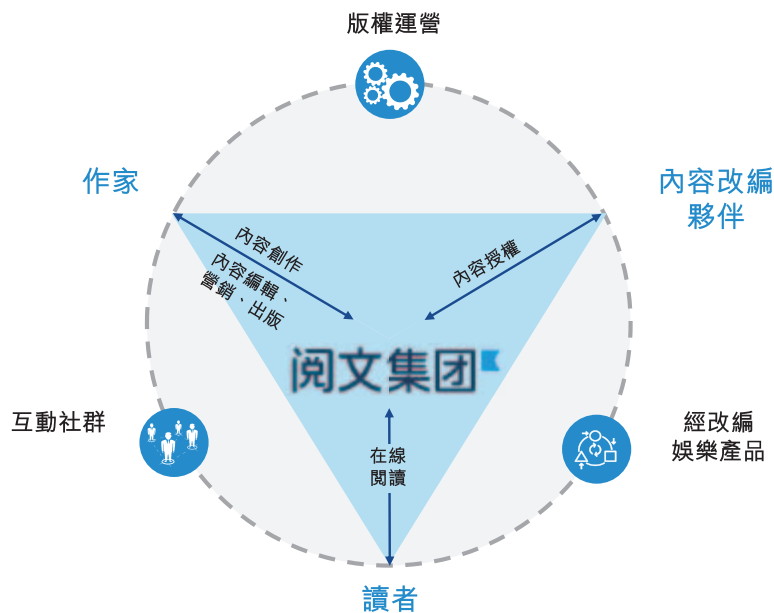 版權運營
作家
內容改編
夥伴
內容創作
內容編輯、
營銷、出版
內容授權
阅文集团
互動社群
在線
閱讀
經改編
娛樂產品
讀者